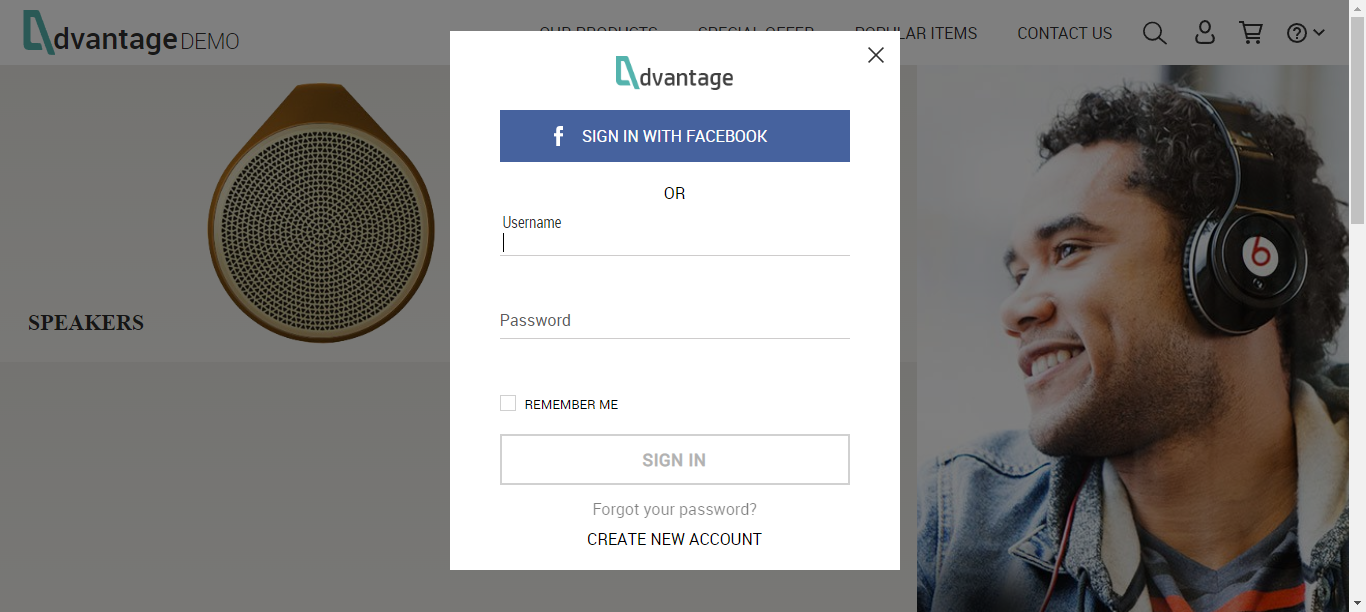 dvantage DEMO
OUR PRODUCTS SPECIAL OFFER POPULAR ITEMS CONTACT US
dvantage
SIGN IN WITH FACEBOOK
OR
Username
Password
SPEAKERS
REMEMBER ME
SIGN IN
Forgot your password?
CREATE NEW ACCOUNT